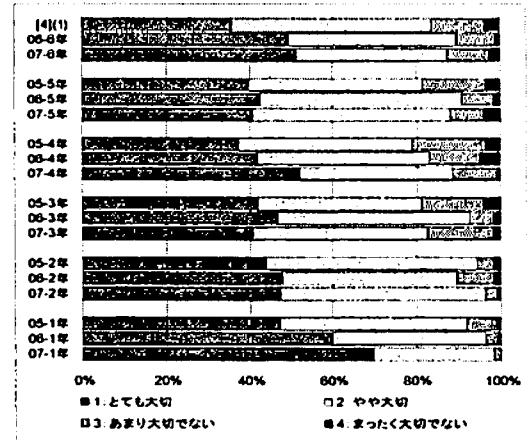 [4](1)
06-6年
07-6年
05-5年
06-5年
07-5年
05-4年
06-4年
07-4年
05-3年
06-3年
07-3年
05-2年
06-2年
07-2年
05-1年
06-1年
07-1年
0% 20% 40% 60% 80% 100%
■1:とても大切 □2 やや大切
□3:あまり大切でない ■4:まったく大切でない